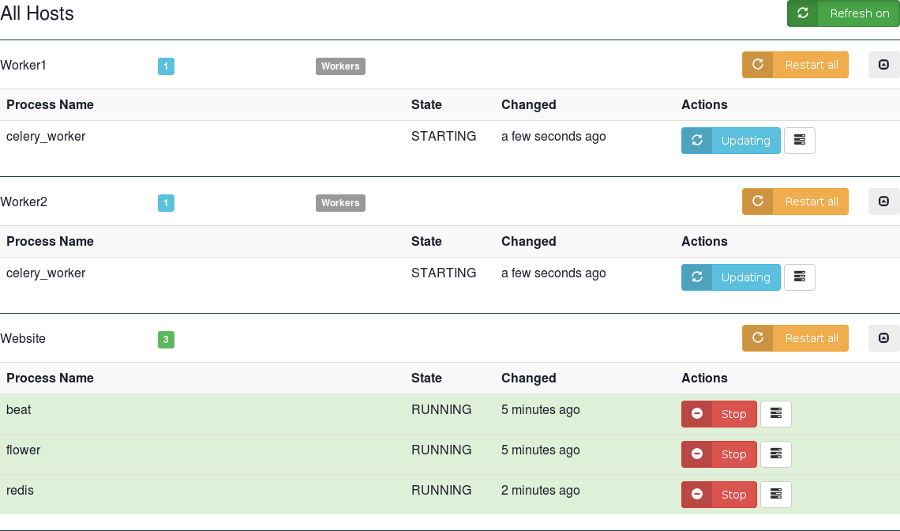 All Hosts Refresh on
Worker1 1 Workers Restart all
Process Name State Changed Actions
celery_worker STARTING a few seconds ago Updating
Worker2 1 Workers Restart all
Process Name State Changed Actions
celery_worker STARTING a few seconds ago Updating
Website 3 Restart all
Process Name State Changed Actions
beat RUNNING 5 minutes ago Stop
flower RUNNING 5 minutes ago Stop
redis RUNNING 2 minutes ago Stop